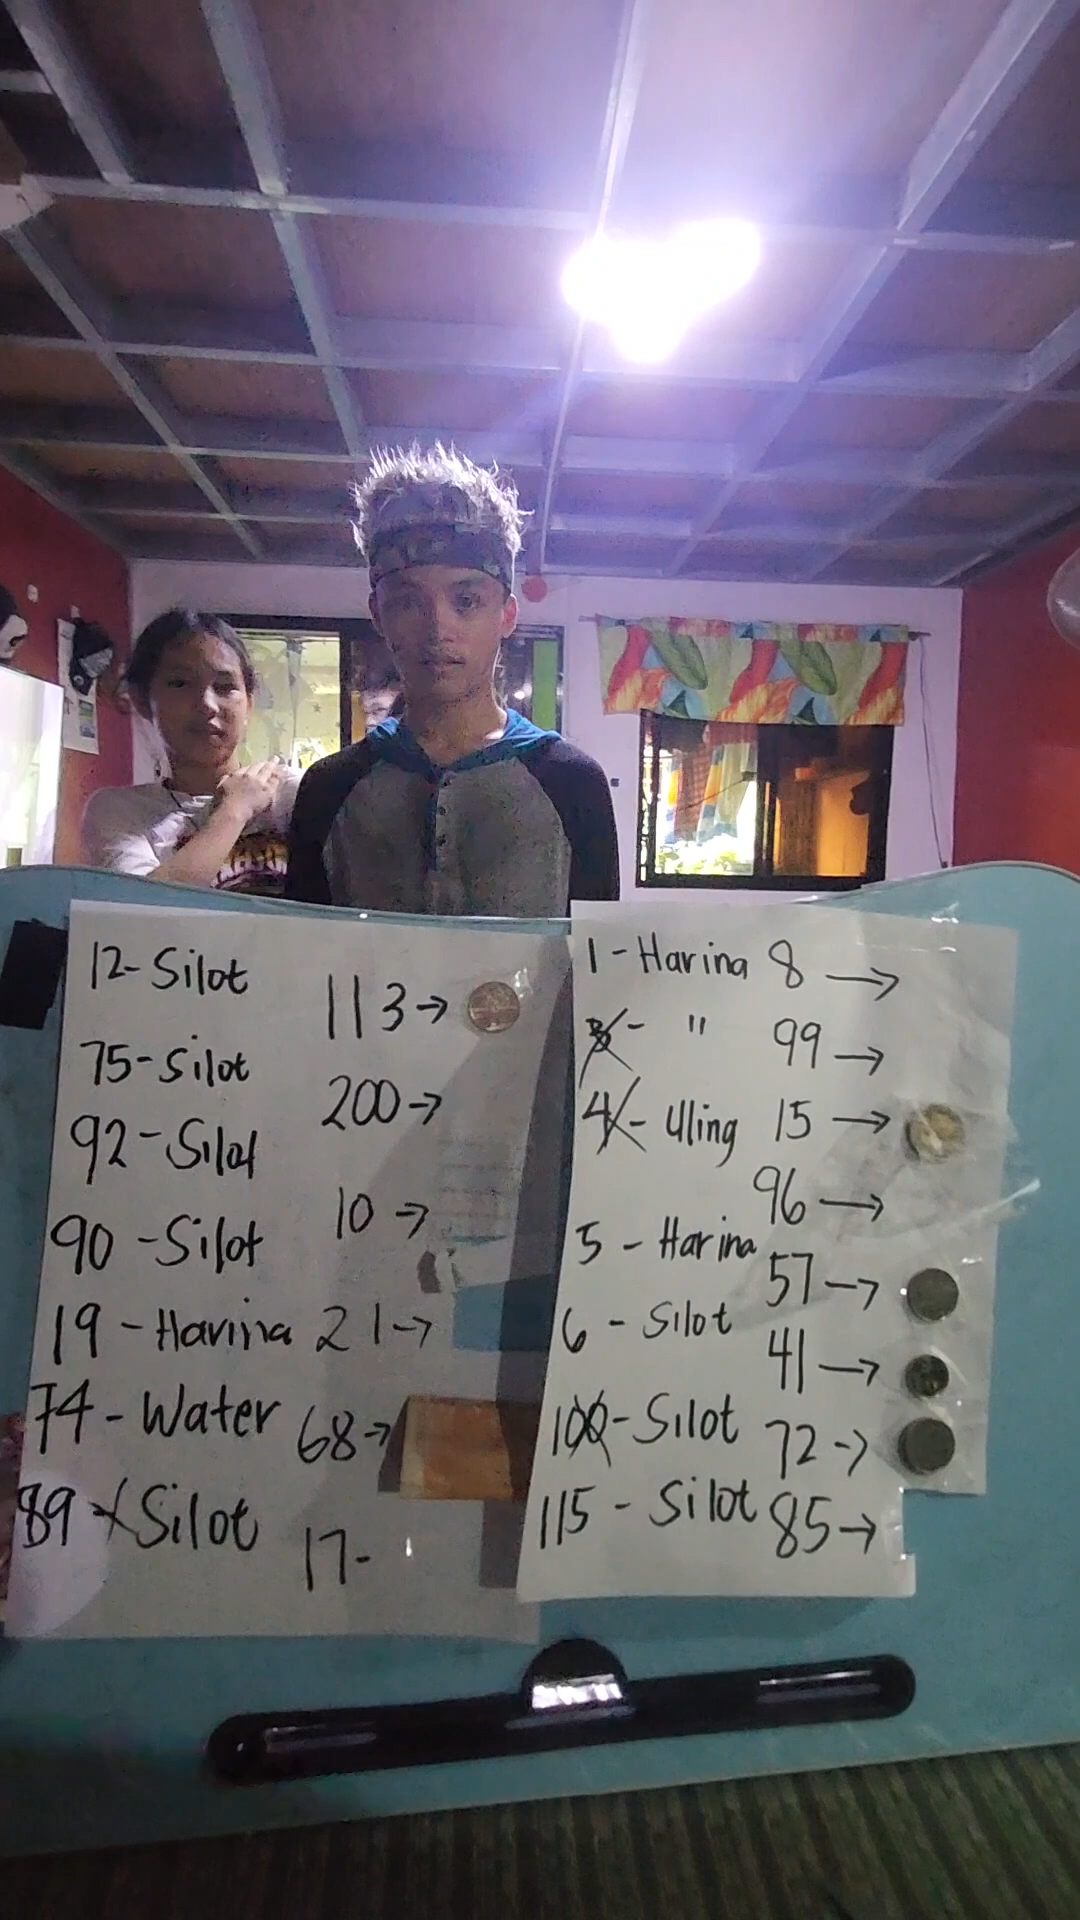 12-Silot
113→
75-Silot
200→
92-Silot
10→
90-Silot
19-Harina 21→
74-Water 68→
89-Silot
17-
1-Harina 8→
3- " 99→
4-Uling 15→
96→
5-Harina
57→
6-Silot
41→
100-Silot 72→
115-Silot 85→